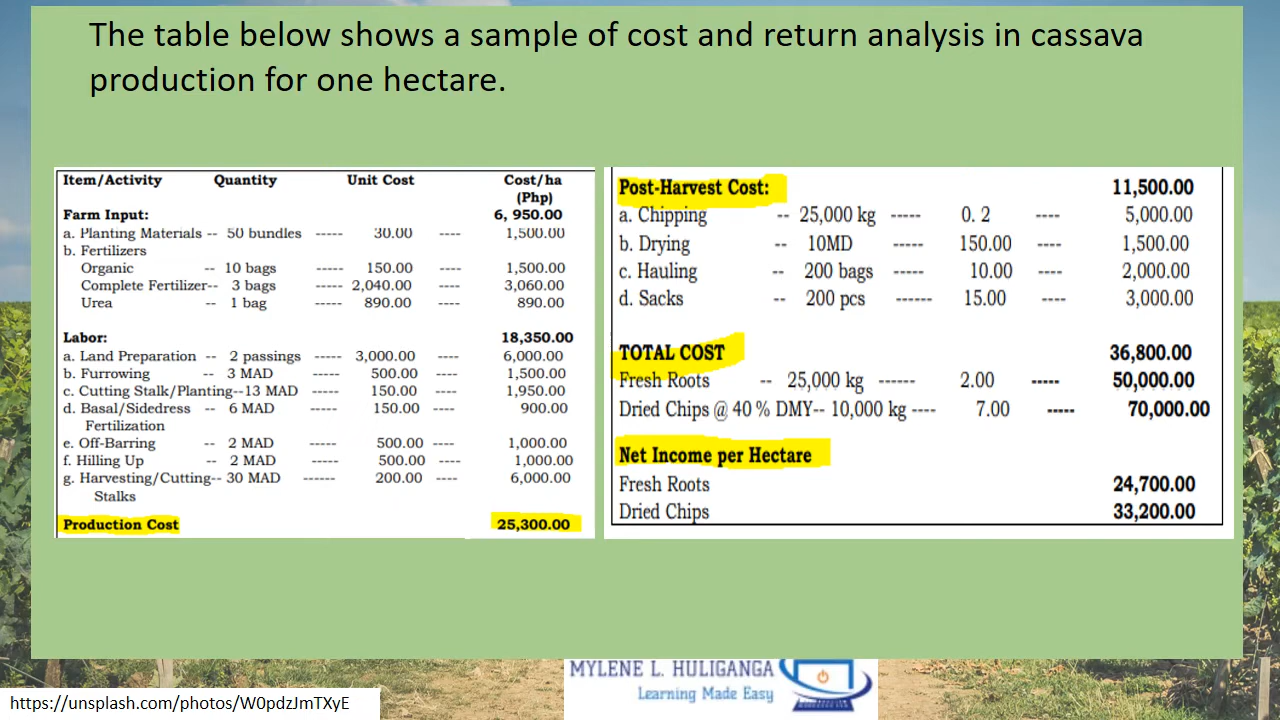 The table below shows a sample of cost and return analysis in cassava
production for one hectare.
Item/Activity Quantity Unit Cost Cost/ha
(Php)
Farm Input: 6, 950.00
a. Planting Materials -- 50 bundles ----- 30.00 ---- 1,500.00
b. Fertilizers
Organic -- 10 bags ----- 150.00 ---- 1,500.00
Complete Fertilizer-- 3 bags ----- 2,040.00 ---- 3,060.00
Urea -- 1 bag ----- 890.00 ---- 890.00
Labor: 18,350.00
a. Land Preparation -- 2 passings ----- 3,000.00 ---- 6,000.00
b. Furrowing -- 3 MAD ----- 500.00 ---- 1,500.00
c. Cutting Stalk/Planting--13 MAD ----- 150.00 ---- 1,950.00
d. Basal/Sidedress -- 6 MAD ----- 150.00 ---- 900.00
Fertilization
e. Off-Barring -- 2 MAD ----- 500.00 ---- 1,000.00
f. Hilling Up -- 2 MAD ----- 500.00 ---- 1,000.00
g. Harvesting/Cutting-- 30 MAD ------ 200.00 ---- 6,000.00
Stalks
Production Cost 25,300.00
Post-Harvest Cost: 11,500.00
a. Chipping -- 25,000 kg ----- 0. 2 ---- 5,000.00
b. Drying -- 10MD ----- 150.00 ---- 1,500.00
c. Hauling -- 200 bags ----- 10.00 ---- 2,000.00
d. Sacks -- 200 pcs ------ 15.00 ---- 3,000.00
TOTAL COST 36,800.00
Fresh Roots -- 25,000 kg ------ 2.00 ----- 50,000.00
Dried Chips @ 40 % DMY-- 10,000 kg ---- 7.00 ----- 70,000.00
Net Income per Hectare
Fresh Roots 24,700.00
Dried Chips 33,200.00
MYLENE L. HULIGANGA
Learning Made Easy
https://unsplash.com/photos/W0pdzJmTXyE